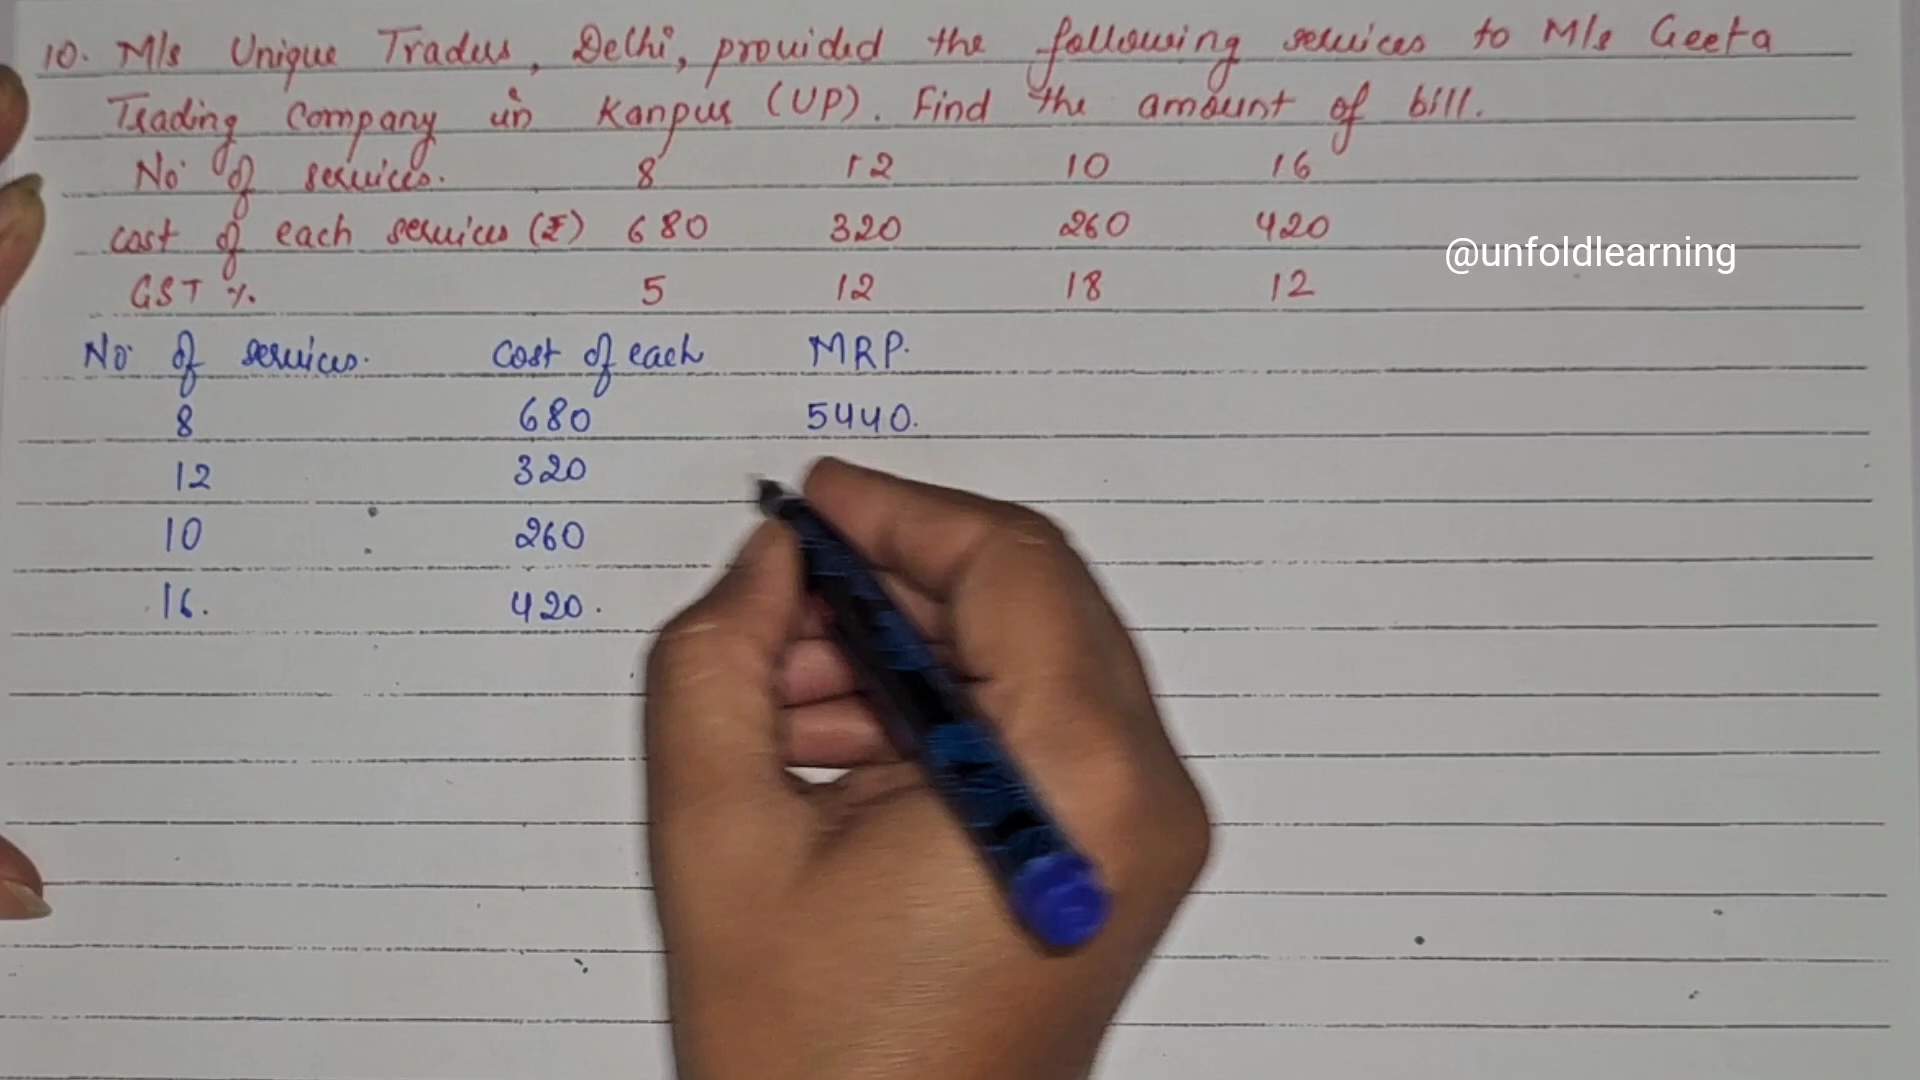 10. M/s Unique Traders, Delhi, provided the following services to M/s Geeta
Trading Company in Kanpur (UP). Find the amount of bill.
No of services. 8 12 10 16
cost of each services (₹) 680 320 260 420
@unfoldlearning
GST %. 5 12 18 12
No of services. Cost of each MRP.
8 680 5440.
12 320
10 260
16. 420.